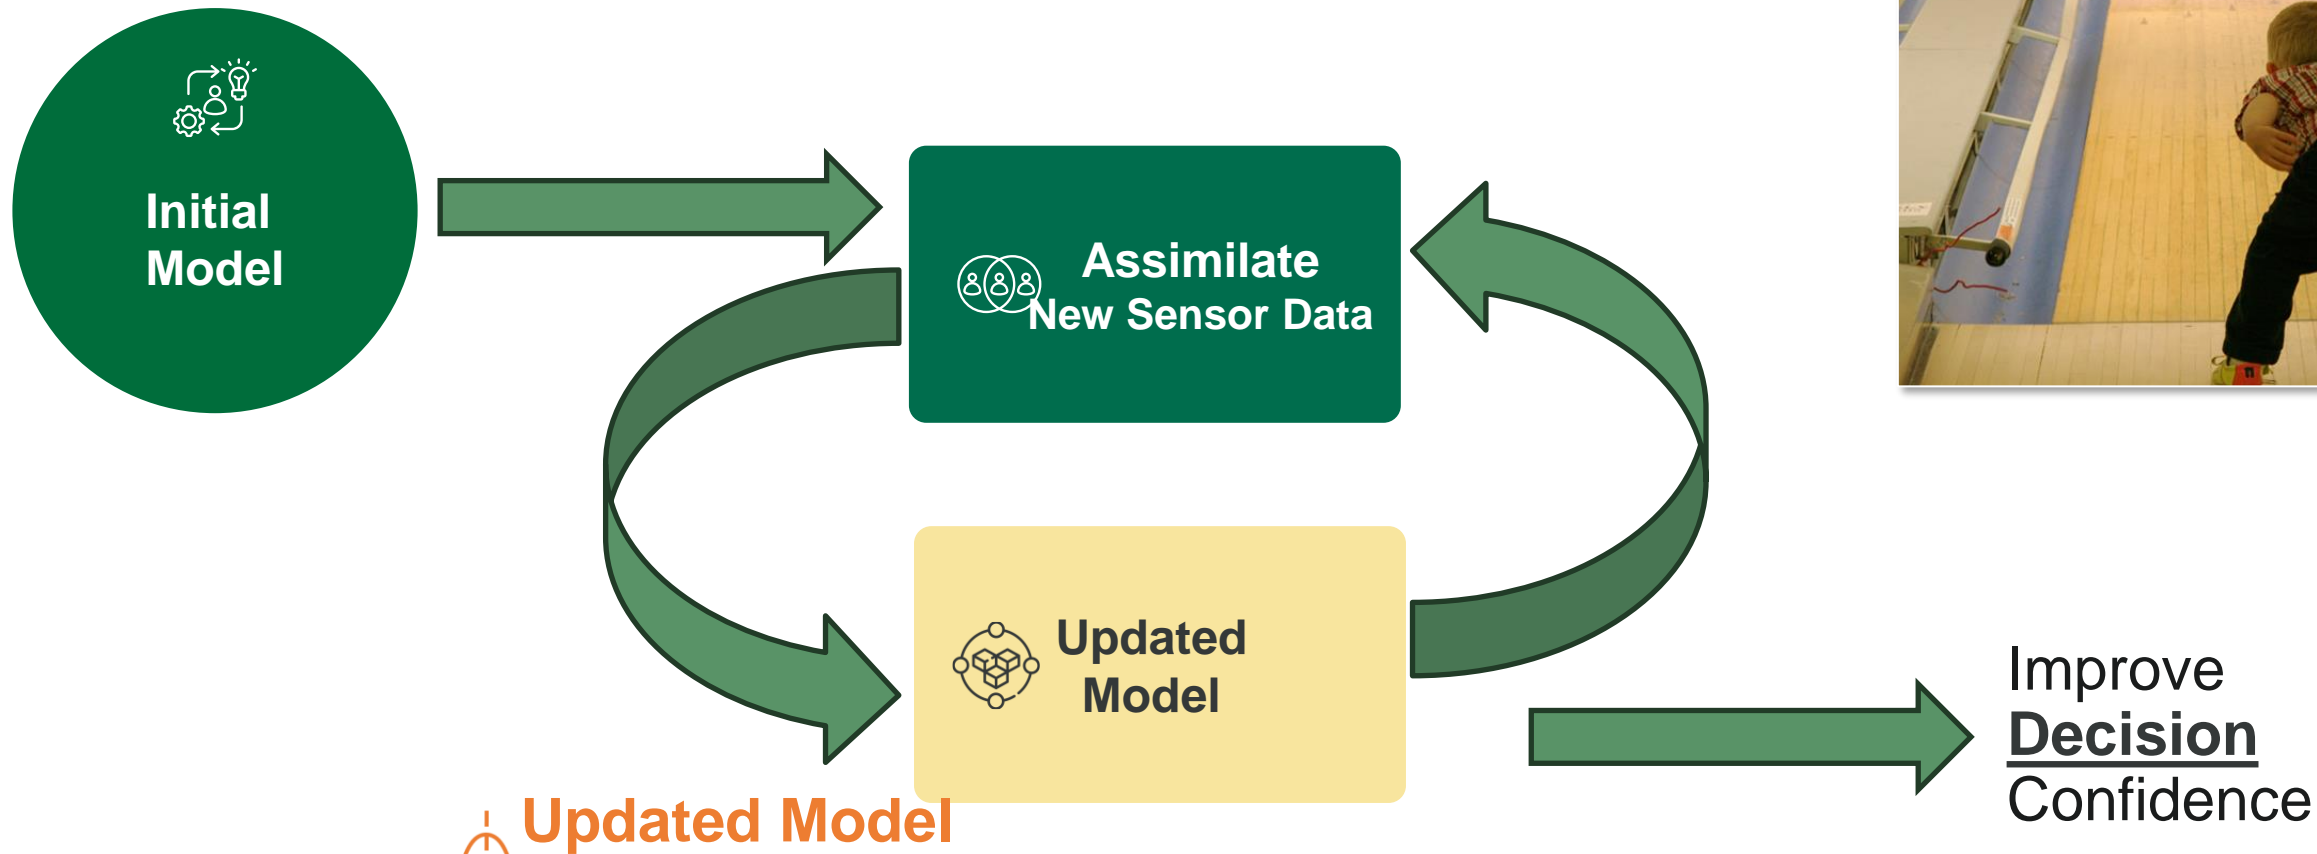 Initial
Model
Assimilate
New Sensor Data
Updated
Model
Improve
Decision
Confidence
Updated Model